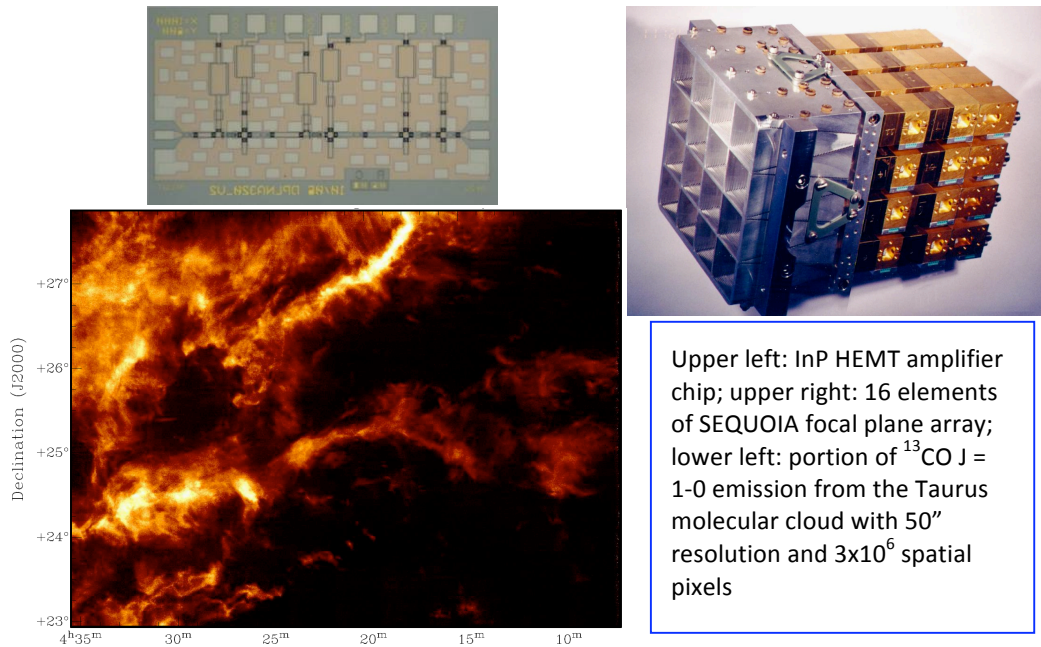 +27°
+26°
+25°
+24°
+23°
Declination (J2000)
4ʰ35ᵐ 30ᵐ 25ᵐ 20ᵐ 15ᵐ 10ᵐ
Upper left: InP HEMT amplifier
chip; upper right: 16 elements
of SEQUOIA focal plane array;
lower left: portion of ¹³CO J =
1-0 emission from the Taurus
molecular cloud with 50”
resolution and 3x10⁶ spatial
pixels